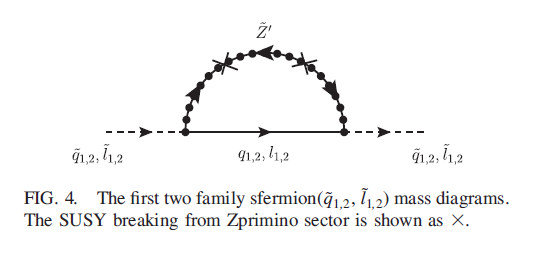 Z̃′
q̃1,2, l̃1,2
q1,2, l1,2
q̃1,2, l̃1,2
FIG. 4. The first two family sfermion(q̃1,2, l̃1,2) mass diagrams.
The SUSY breaking from Zprimino sector is shown as ×.